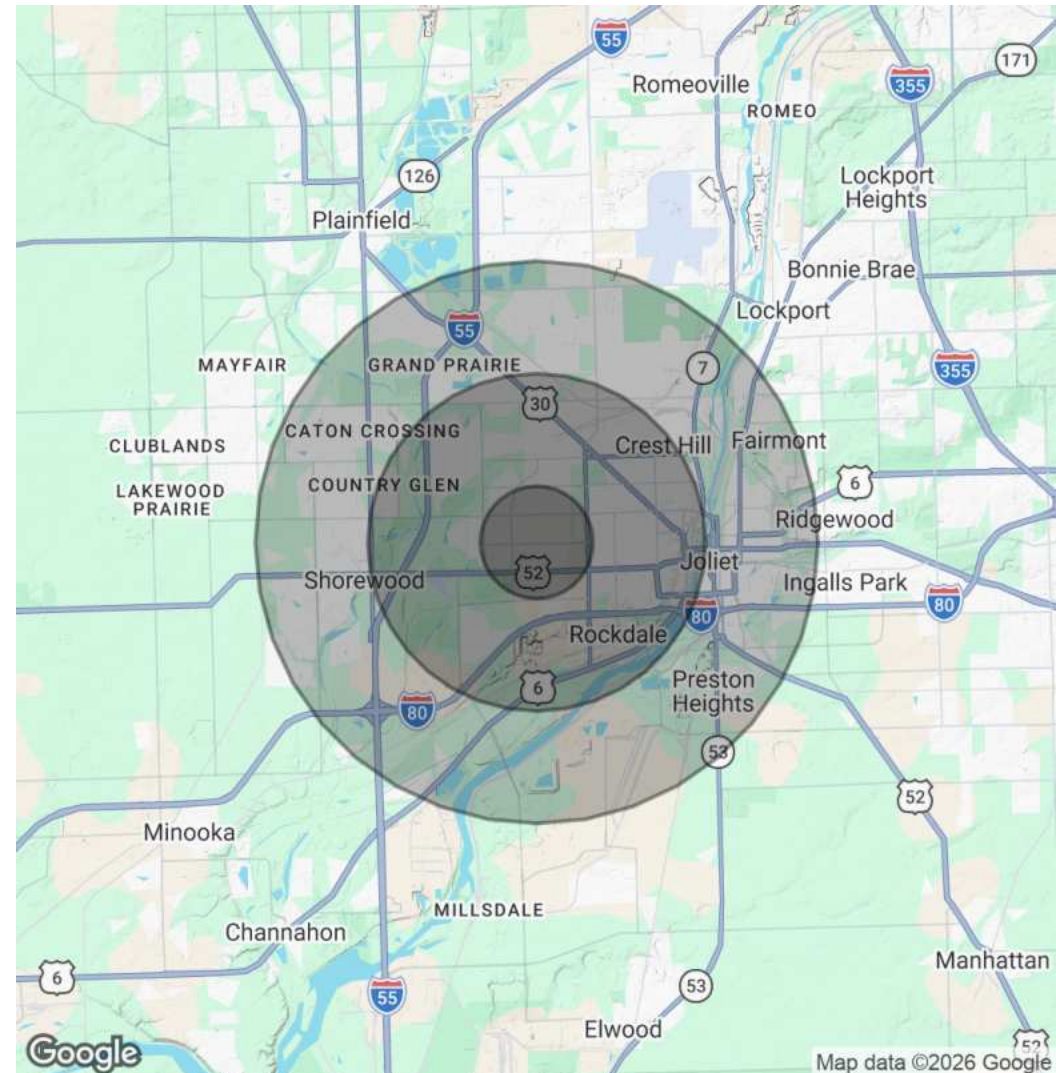 55
Romeoville
171
ROMEO
355
126
Lockport
Heights
Plainfield
Bonnie Brae
Lockport
55
MAYFAIR
GRAND PRAIRIE
7
355
30
CATON CROSSING
Crest Hill
Fairmont
CLUBLANDS
COUNTRY GLEN
6
LAKEWOOD
PRAIRIE
Ridgewood
Joliet
52
Shorewood
Ingalls Park
80
80
Rockdale
6
Preston
Heights
80
53
52
Minooka
MILLSDALE
Channahon
Manhattan
6
53
55
Elwood
52
Google
Map data ©2026 Google